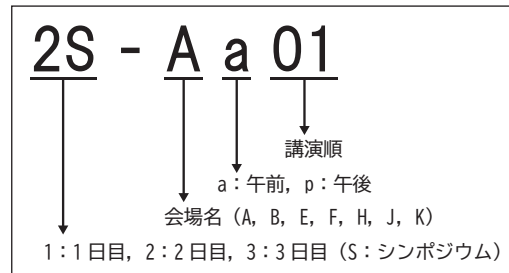 2S - A a 01
講演順
a：午前，p：午後
会場名（A, B, E, F, H, J, K）
1：1日目，2：2日目，3：3日目（S：シンポジウム）